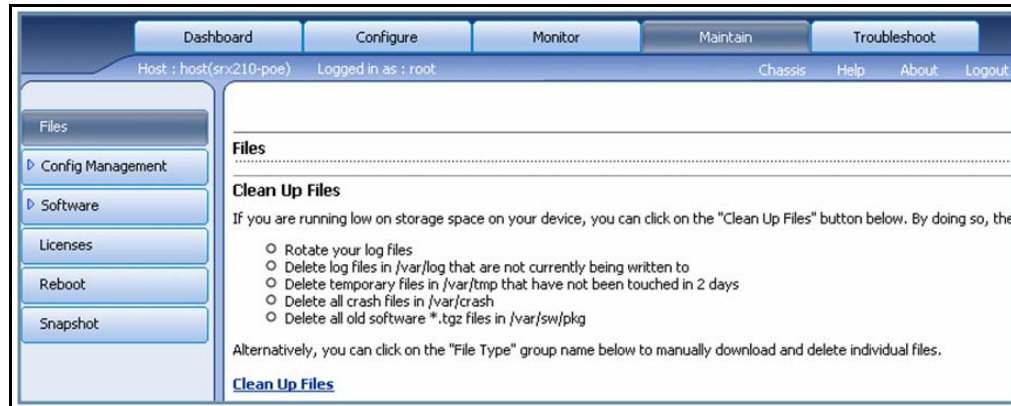 Dashboard Configure Monitor Maintain Troubleshoot
Host : host(srx210-poe) Logged in as : root Chassis Help About Logout
Files
Config Management
Software
Licenses
Reboot
Snapshot
Files
Clean Up Files
If you are running low on storage space on your device, you can click on the "Clean Up Files" button below. By doing so, the
Rotate your log files
Delete log files in /var/log that are not currently being written to
Delete temporary files in /var/tmp that have not been touched in 2 days
Delete all crash files in /var/crash
Delete all old software *.tgz files in /var/sw/pkg
Alternatively, you can click on the "File Type" group name below to manually download and delete individual files.
Clean Up Files